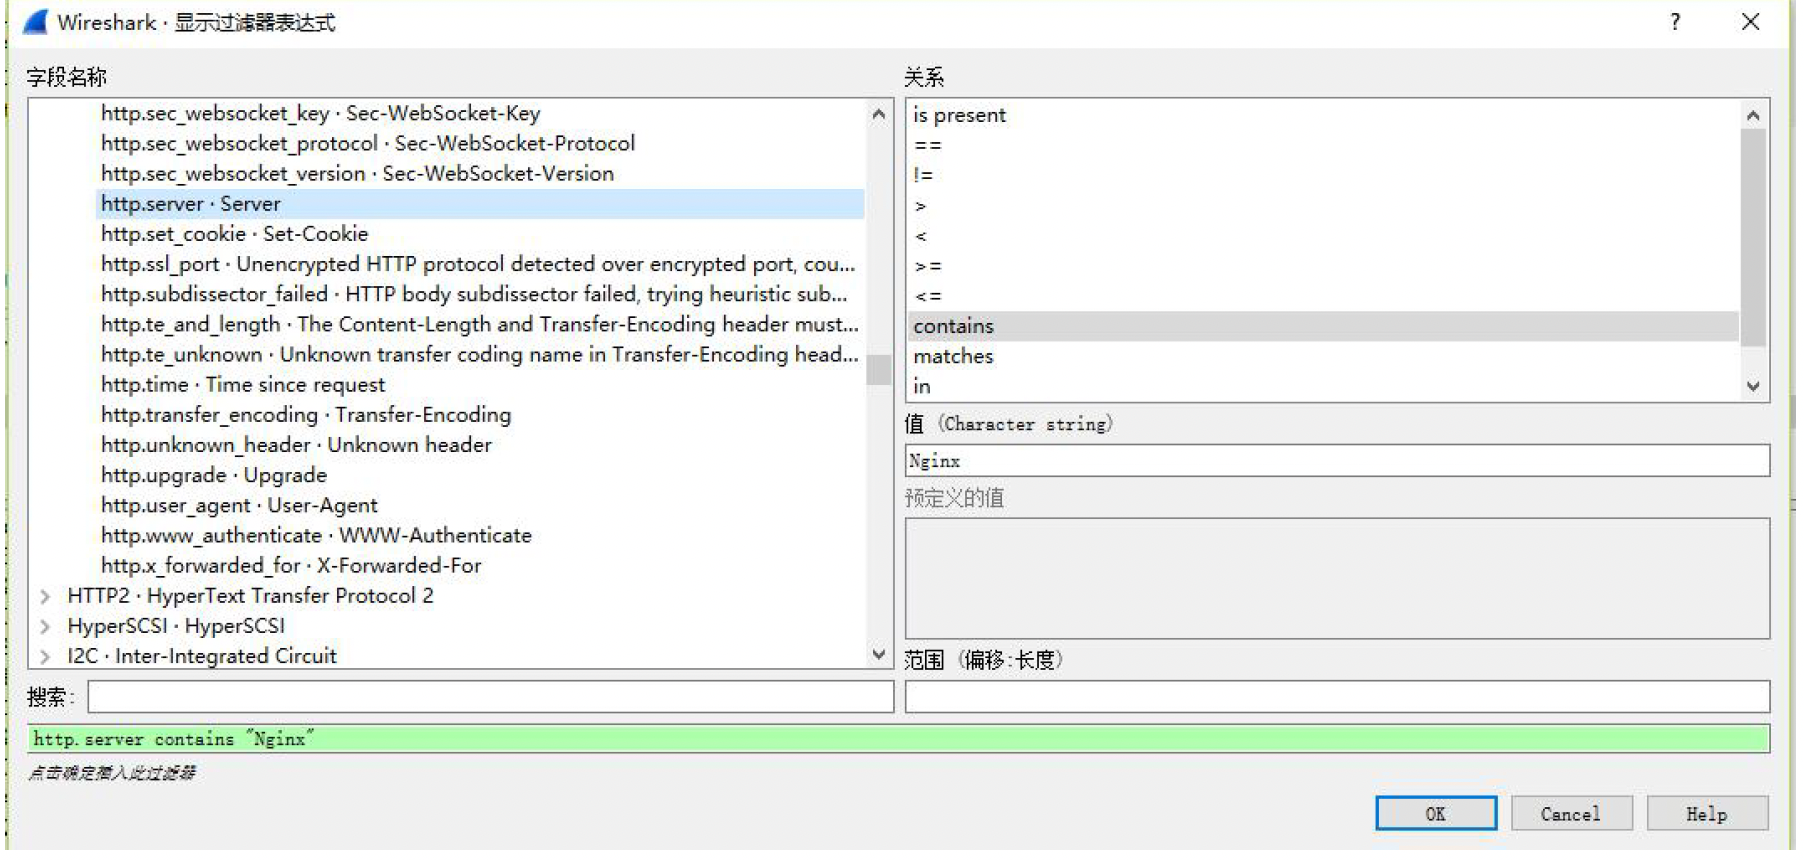 Wireshark · 显示过滤器表达式
?
字段名称
http.sec_websocket_key · Sec-WebSocket-Key
http.sec_websocket_protocol · Sec-WebSocket-Protocol
http.sec_websocket_version · Sec-WebSocket-Version
http.server · Server
http.set_cookie · Set-Cookie
http.ssl_port · Unencrypted HTTP protocol detected over encrypted port, cou...
http.subdissector_failed · HTTP body subdissector failed, trying heuristic sub...
http.te_and_length · The Content-Length and Transfer-Encoding header must...
http.te_unknown · Unknown transfer coding name in Transfer-Encoding head...
http.time · Time since request
http.transfer_encoding · Transfer-Encoding
http.unknown_header · Unknown header
http.upgrade · Upgrade
http.user_agent · User-Agent
http.www_authenticate · WWW-Authenticate
http.x_forwarded_for · X-Forwarded-For
HTTP2 · HyperText Transfer Protocol 2
HyperSCSI · HyperSCSI
I2C · Inter-Integrated Circuit
搜索:
关系
is present
==
!=
>
<
>=
<=
contains
matches
in
值 (Character string)
Nginx
预定义的值
范围 (偏移:长度)
http.server contains "Nginx"
点击确定插入此过滤器
OK
Cancel
Help